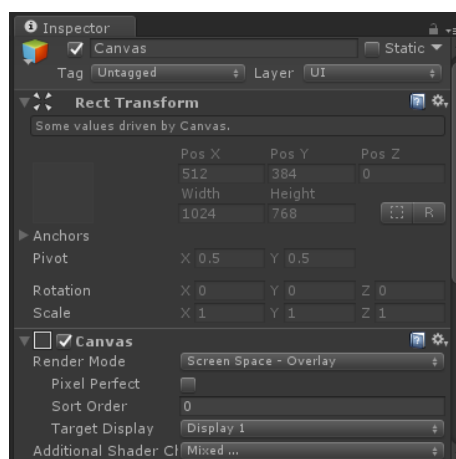 Inspector
Canvas Static
Tag Untagged Layer UI
Rect Transform
Some values driven by Canvas.
Pos X Pos Y Pos Z
512 384 0
Width Height
1024 768 R
Anchors
Pivot X 0.5 Y 0.5
Rotation X 0 Y 0 Z 0
Scale X 1 Y 1 Z 1
Canvas
Render Mode Screen Space - Overlay
Pixel Perfect
Sort Order 0
Target Display Display 1
Additional Shader Ch Mixed ...